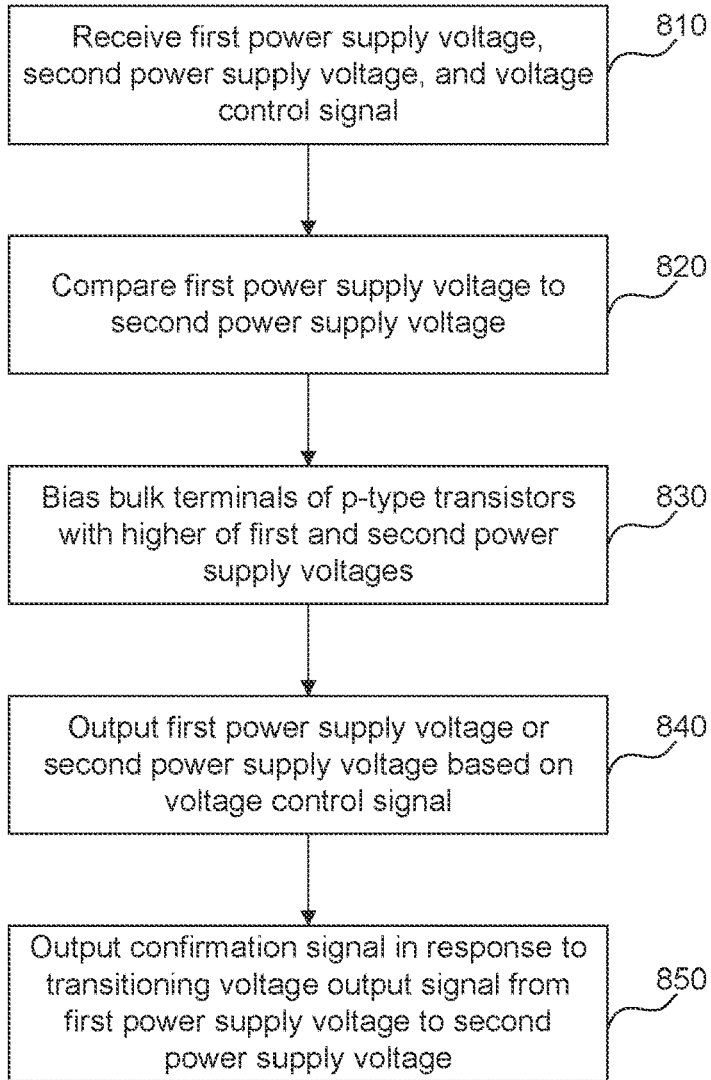 Receive first power supply voltage,
second power supply voltage, and voltage
control signal
810
Compare first power supply voltage to
second power supply voltage
820
Bias bulk terminals of p-type transistors
with higher of first and second power
supply voltages
830
Output first power supply voltage or
second power supply voltage based on
voltage control signal
840
Output confirmation signal in response to
transitioning voltage output signal from
first power supply voltage to second
power supply voltage
850